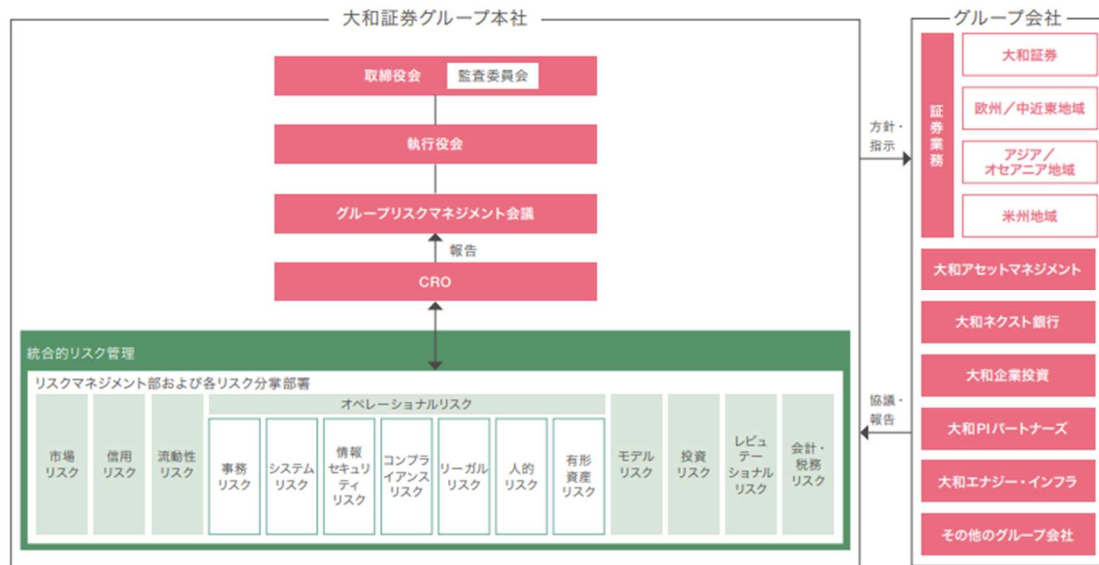 大和証券グループ本社
取締役会
監査委員会
執行役会
グループリスクマネジメント会議
報告
CRO
統合的リスク管理
リスクマネジメント部および各リスク分掌部署
市場
リスク
信用
リスク
流動性
リスク
オペレーショナルリスク
事務
リスク
システム
リスク
情報
セキュリ
ティ
リスク
コンプラ
イアンス
リスク
リーガル
リスク
人的
リスク
有形
資産
リスク
モデル
リスク
投資
リスク
レピュ
テー
ショナル
リスク
会計・
税務
リスク
方針・
指示
協議・
報告
グループ会社
証券業務
大和証券
欧州／中近東地域
アジア／
オセアニア地域
米州地域
大和アセットマネジメント
大和ネクスト銀行
大和企業投資
大和PIパートナーズ
大和エナジー・インフラ
その他のグループ会社